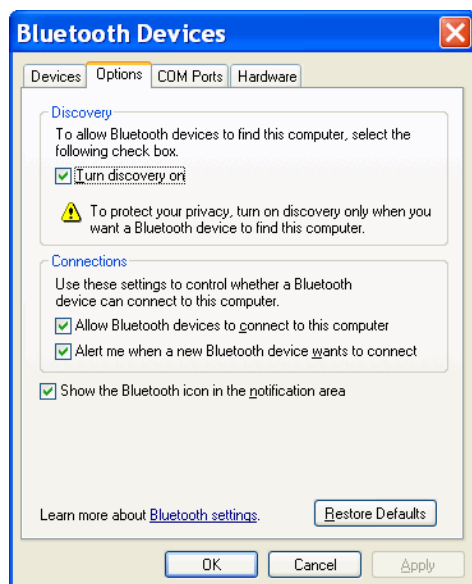 Bluetooth Devices
Devices Options COM Ports Hardware
Discovery
To allow Bluetooth devices to find this computer, select the
following check box.
Turn discovery on
To protect your privacy, turn on discovery only when you
want a Bluetooth device to find this computer.
Connections
Use these settings to control whether a Bluetooth
device can connect to this computer.
Allow Bluetooth devices to connect to this computer
Alert me when a new Bluetooth device wants to connect
Show the Bluetooth icon in the notification area
Learn more about Bluetooth settings. Restore Defaults
OK Cancel Apply